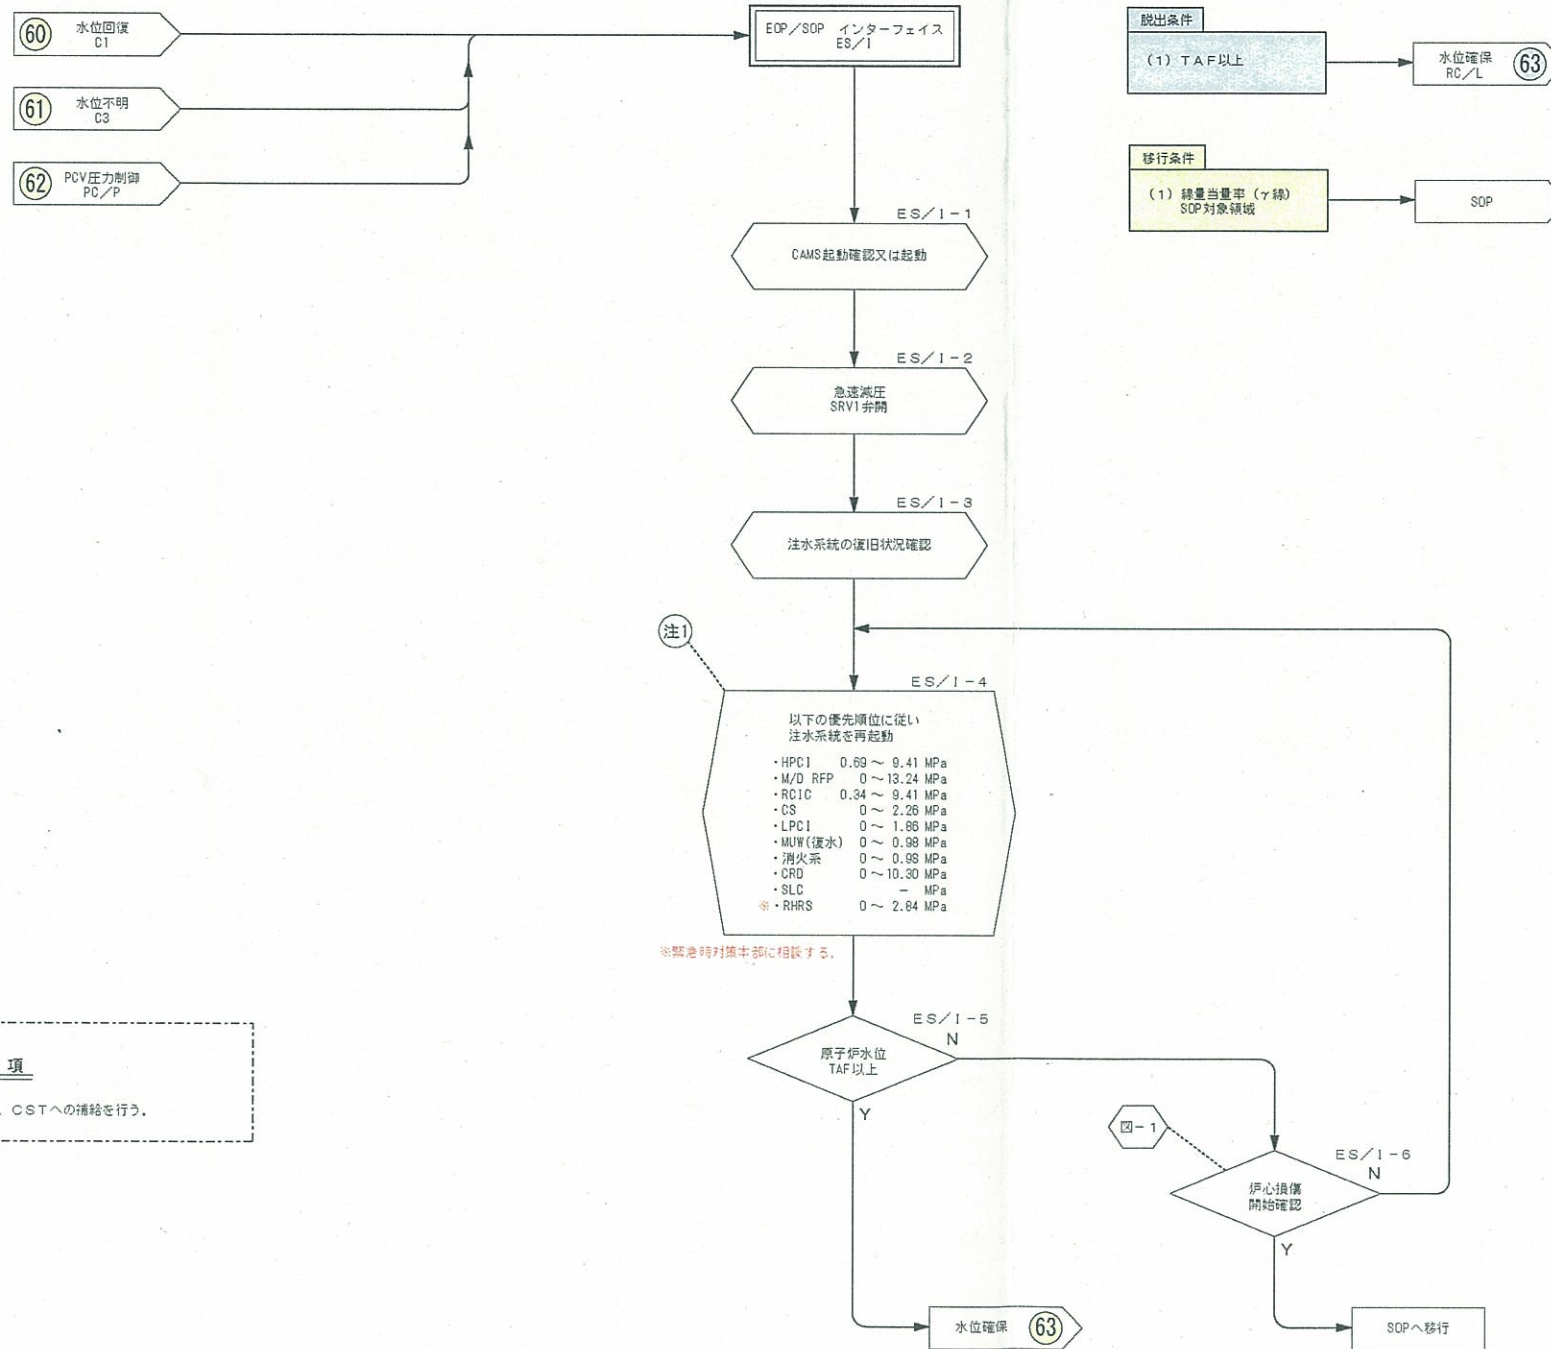 60 水位回復
C1
61 水位不明
C3
62 PCV圧力制御
PC/P
EOP/SOP インターフェイス
ES/I
脱出条件
(1) TAF以上
水位確保
RC/L
63
移行条件
(1) 線量当量率(γ線)
SOP対象領域
SOP
ES/I-1
CAMS起動確認又は起動
ES/I-2
急速減圧
SRV1弁開
ES/I-3
注水系統の復旧状況確認
注1
ES/I-4
以下の優先順位に従い
注水系統を再起動
・HPCI 0.69 ~ 9.41 MPa
・M/D RFP 0 ~13.24 MPa
・RCIC 0.34 ~ 9.41 MPa
・CS 0 ~ 2.26 MPa
・LPCI 0 ~ 1.86 MPa
・MUW(復水) 0 ~ 0.98 MPa
・消火系 0 ~ 0.98 MPa
・CRD 0 ~10.30 MPa
・SLC - MPa
※・RHRS 0 ~ 2.84 MPa
※緊急時対策本部に相談する.
ES/I-5
原子炉水位
TAF以上
N
Y
項
CSTへの補給を行う.
図-1
ES/I-6
炉心損傷
開始確認
N
Y
水位確保 63
SOPへ移行